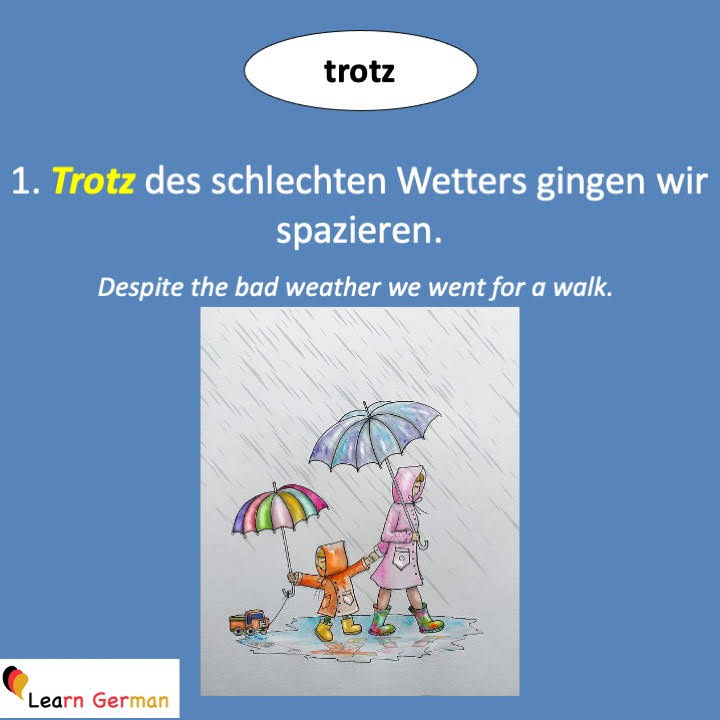 trotz
1. Trotz des schlechten Wetters gingen wir
spazieren.
Despite the bad weather we went for a walk.
Learn German